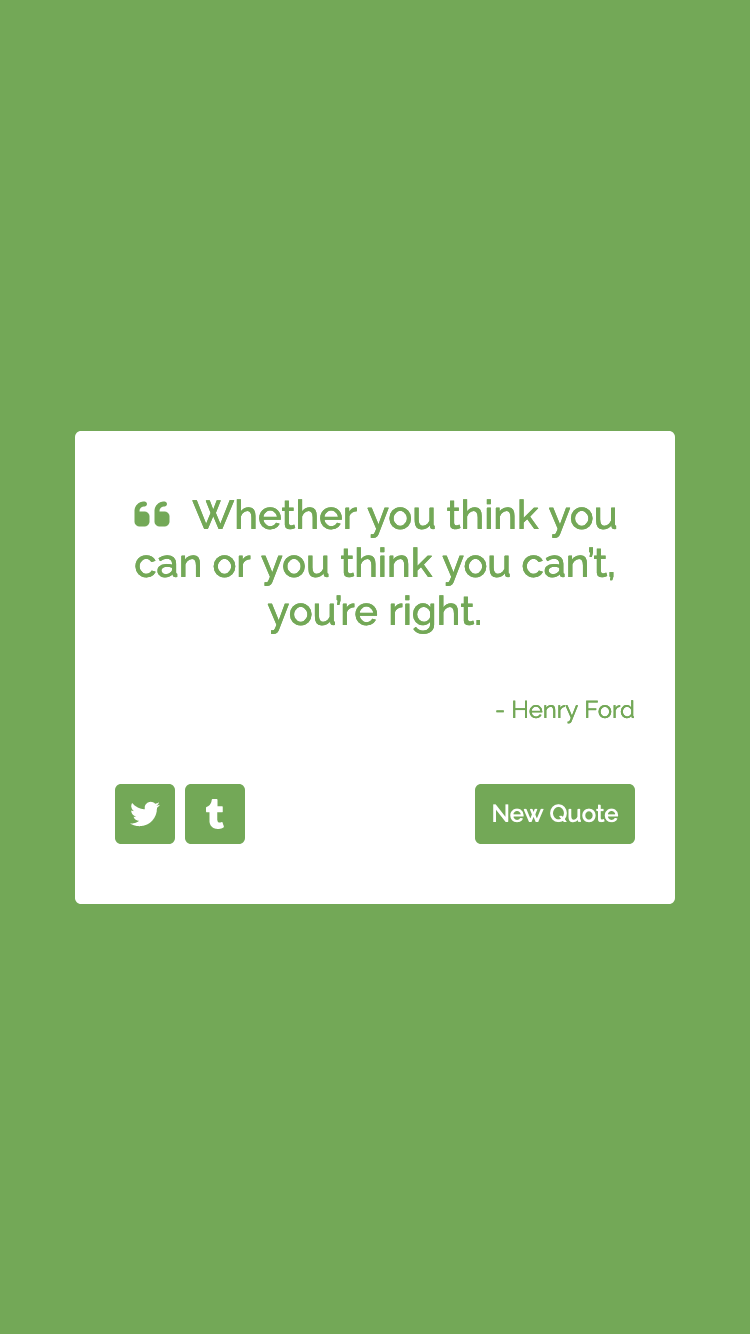 “ Whether you think you
can or you think you can’t,
you’re right.
- Henry Ford
New Quote